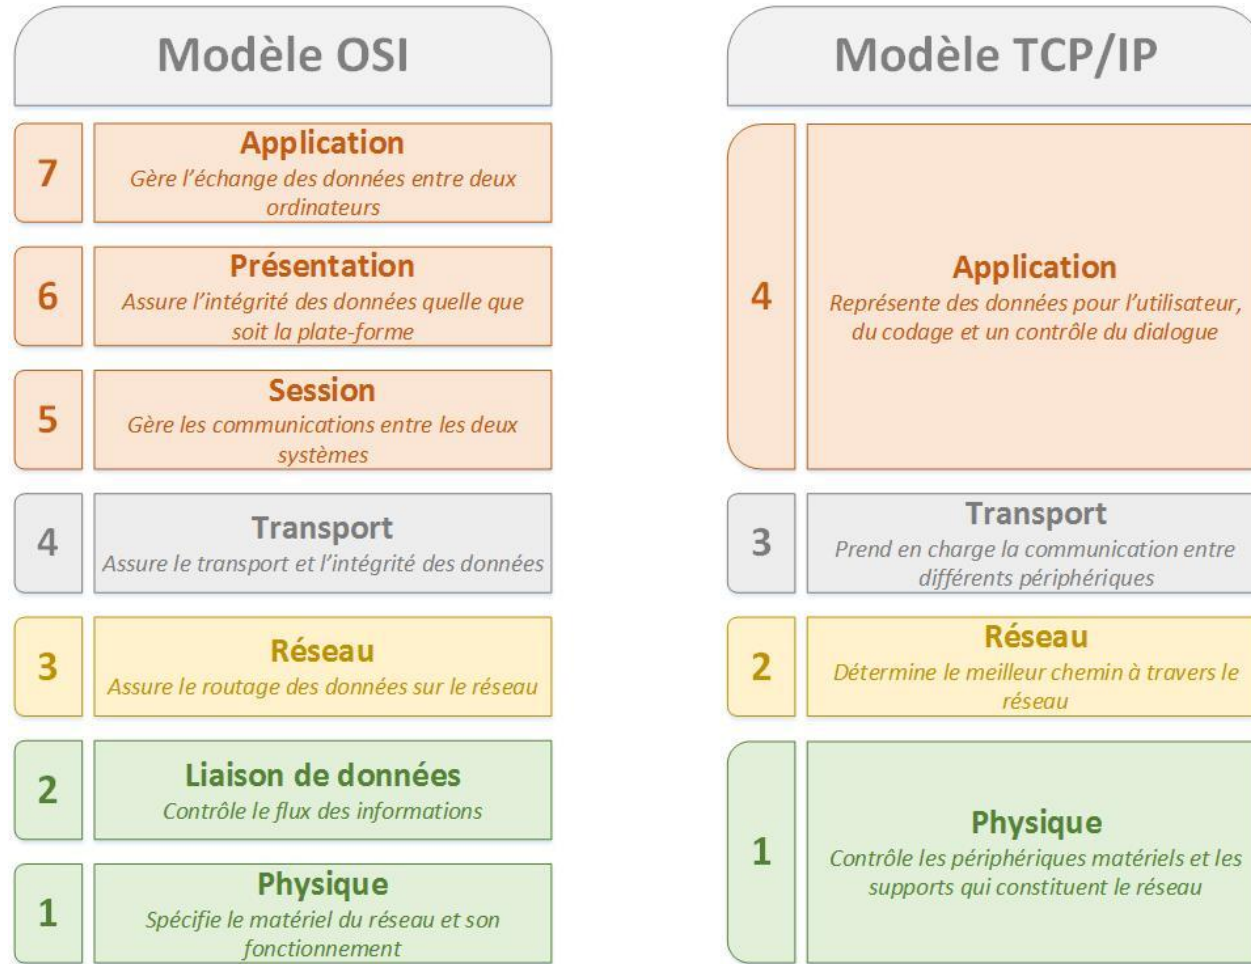 Modèle OSI
7
Application
Gère l'échange des données entre deux
ordinateurs
6
Présentation
Assure l'intégrité des données quelle que
soit la plate-forme
5
Session
Gère les communications entre les deux
systèmes
4
Transport
Assure le transport et l'intégrité des données
3
Réseau
Assure le routage des données sur le réseau
2
Liaison de données
Contrôle le flux des informations
1
Physique
Spécifie le matériel du réseau et son
fonctionnement
Modèle TCP/IP
4
Application
Représente des données pour l'utilisateur,
du codage et un contrôle du dialogue
3
Transport
Prend en charge la communication entre
différents périphériques
2
Réseau
Détermine le meilleur chemin à travers le
réseau
1
Physique
Contrôle les périphériques matériels et les
supports qui constituent le réseau